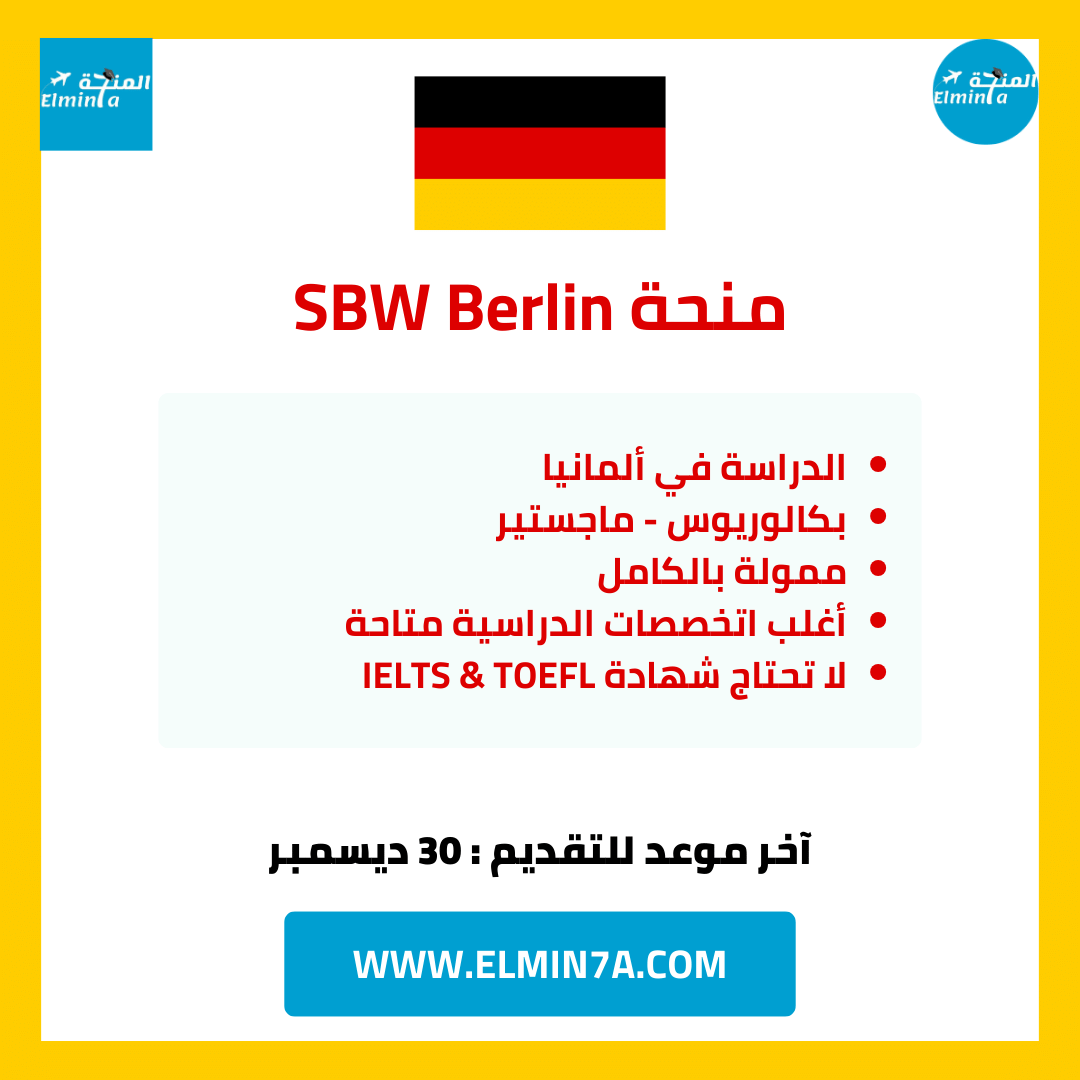 المنحة
Elmin7a
المنحة
Elmin7a
منحة SBW Berlin
الدراسة في ألمانيا
بكالوريوس - ماجستير
ممولة بالكامل
أغلب اتخصصات الدراسية متاحة
لا تحتاج شهادة IELTS & TOEFL
آخر موعد للتقديم : 30 ديسمبر
WWW.ELMIN7A.COM